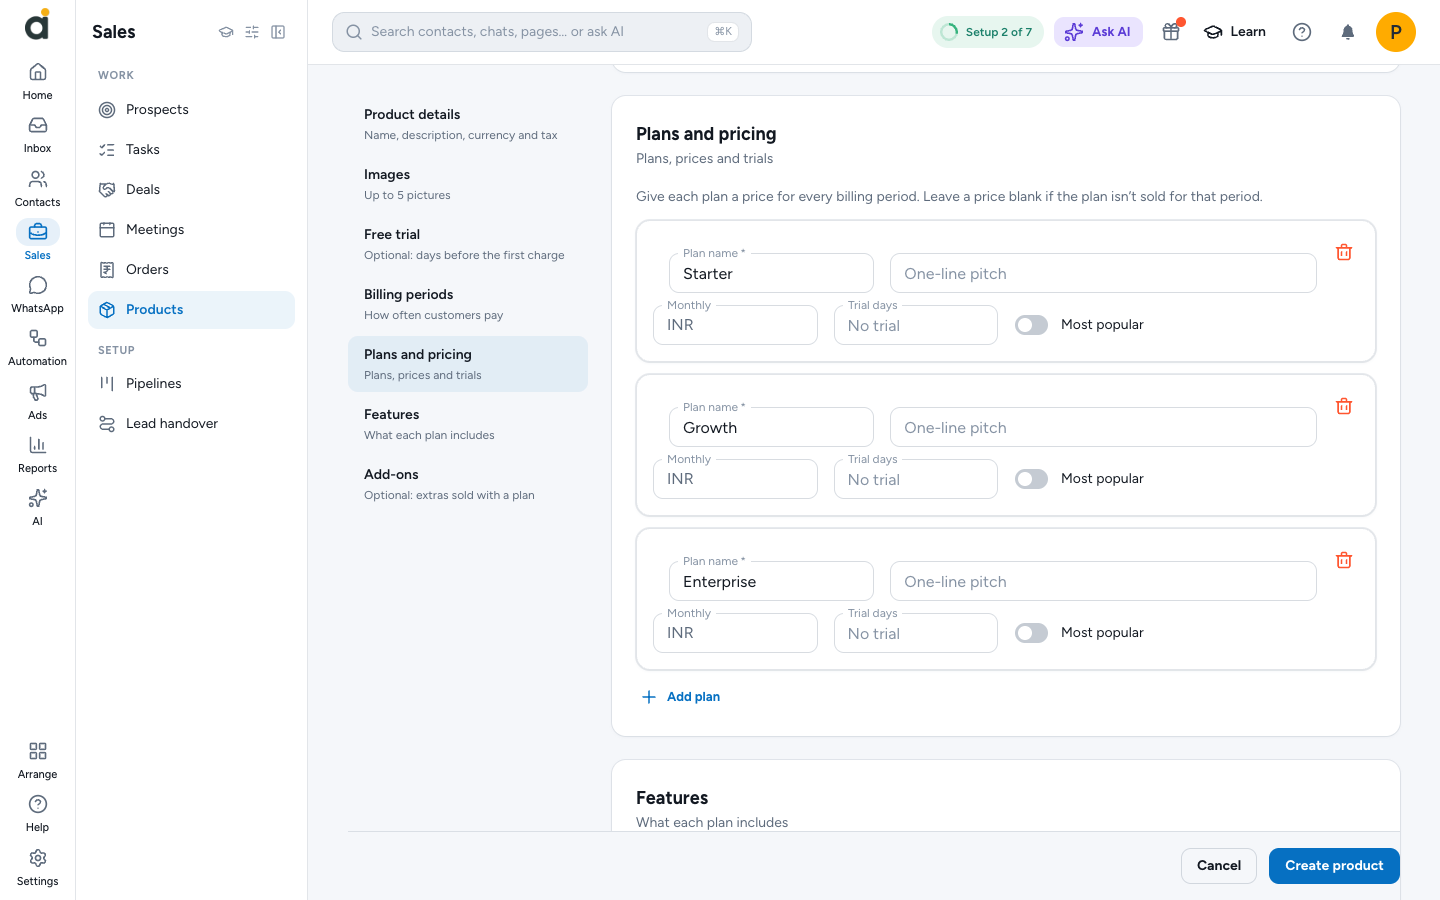 Sales
Search contacts, chats, pages... or ask AI
⌘K
Setup 2 of 7
Ask AI
Learn
P
Home
Inbox
Contacts
Sales
WhatsApp
Automation
Ads
Reports
AI
Arrange
Help
Settings
WORK
Prospects
Tasks
Deals
Meetings
Orders
Products
SETUP
Pipelines
Lead handover
Product details
Name, description, currency and tax
Images
Up to 5 pictures
Free trial
Optional: days before the first charge
Billing periods
How often customers pay
Plans and pricing
Plans, prices and trials
Features
What each plan includes
Add-ons
Optional: extras sold with a plan
Plans and pricing
Plans, prices and trials
Give each plan a price for every billing period. Leave a price blank if the plan isn't sold for that period.
Plan name *
Starter
One-line pitch
Monthly
INR
Trial days
No trial
Most popular
Plan name *
Growth
One-line pitch
Monthly
INR
Trial days
No trial
Most popular
Plan name *
Enterprise
One-line pitch
Monthly
INR
Trial days
No trial
Most popular
Add plan
Features
What each plan includes
Cancel
Create product